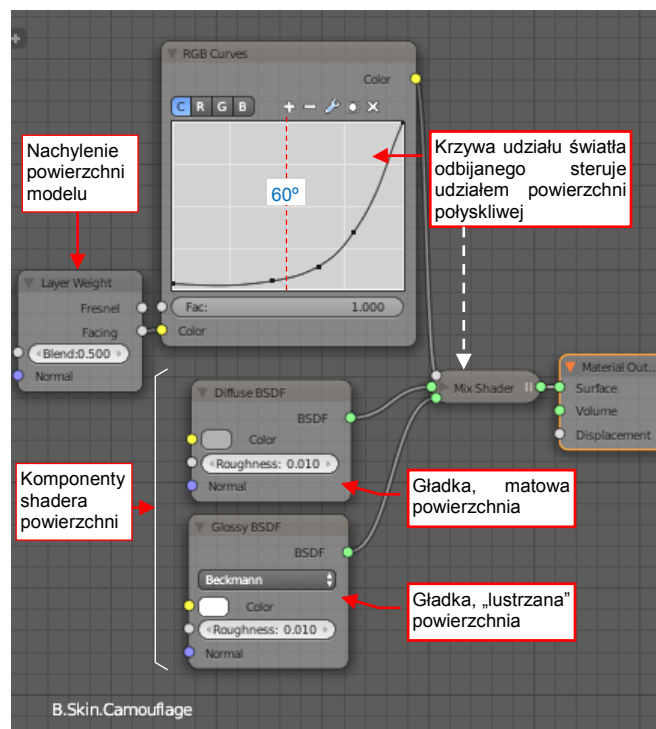 RGB Curves
Color
C R G B
60º
Fac: 1.000
Color
Nachylenie
powierzchni
modelu
Krzywa udziału światła
odbijanego steruje
udziałem powierzchni
połyskliwej
Layer Weight
Fresnel
Facing
Blend:0.500
Normal
Mix Shader
Material Out...
Surface
Volume
Displacement
Diffuse BSDF
BSDF
Color
Roughness: 0.010
Normal
Komponenty
shadera
powierzchni
Gładka, matowa
powierzchnia
Glossy BSDF
BSDF
Beckmann
Color
Roughness: 0.010
Normal
Gładka, „lustrzana”
powierzchnia
B.Skin.Camouflage